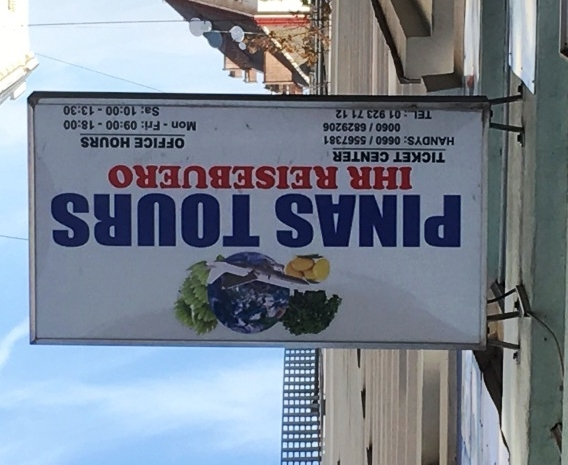 PINAS TOURS
IHR REISEBUERO
TICKET CENTER
HANDYS: 0660 / 5567381
0060 / 6829206
TEL : 01 923 71 12
OFFICE HOURS
Mon - Fri: 09:00 - 18:00
Sa: 10:00 - 13:30